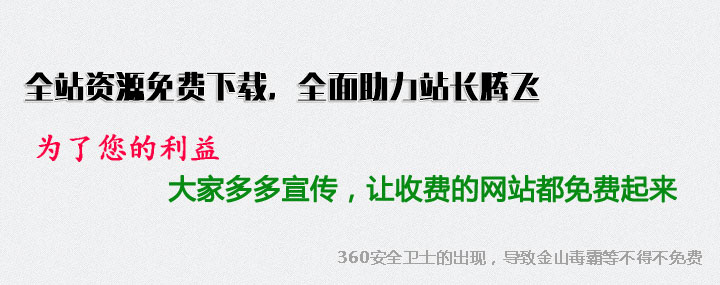 全站资源免费下载，全面助力站长腾飞
为了您的利益
大家多多宣传，让收费的网站都免费起来
360安全卫士的出现，导致金山毒霸等不得不免费